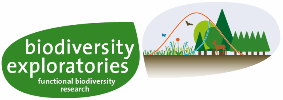 biodiversity
exploratories
functional biodiversity
research